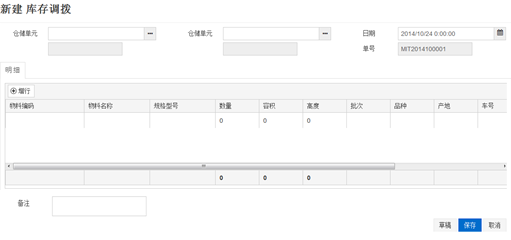 新建 库存调拨
仓储单元 ••• 仓储单元 ••• 日期 2014/10/24 0:00:00
单号 MIT2014100001
明细
增行
物料编码 物料名称 规格型号 数量 容积 高度 批次 品种 产地 车号
0 0 0
0 0 0
备注
草稿 保存 取消